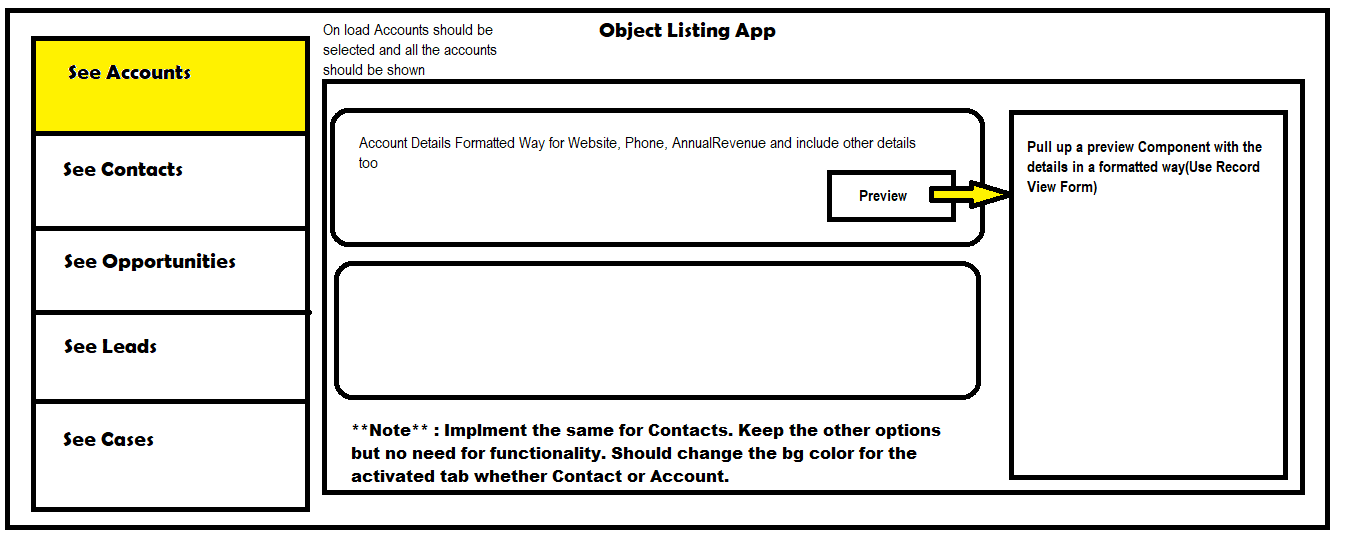 Object Listing App
On load Accounts should be
selected and all the accounts
should be shown
See Accounts
See Contacts
See Opportunities
See Leads
See Cases
Account Details Formatted Way for Website, Phone, AnnualRevenue and include other details
too
Preview
Pull up a preview Component with the
details in a formatted way(Use Record
View Form)
**Note** : Implment the same for Contacts. Keep the other options
but no need for functionality. Should change the bg color for the
activated tab whether Contact or Account.